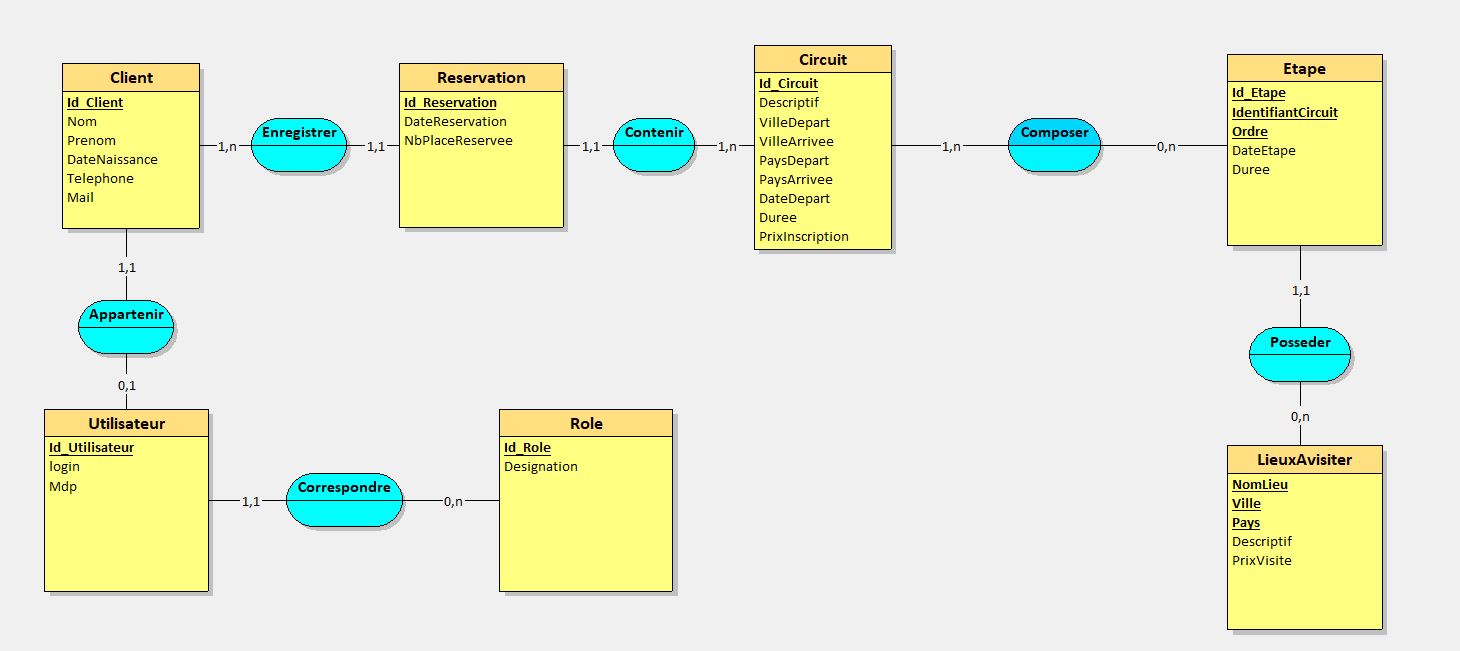 Client
Id_Client
Nom
Prenom
DateNaissance
Telephone
Mail
1,n
Enregistrer
1,1
Reservation
Id_Reservation
DateReservation
NbPlaceReservee
1,1
Contenir
1,n
Circuit
Id_Circuit
Descriptif
VilleDepart
VilleArrivee
PaysDepart
PaysArrivee
DateDepart
Duree
PrixInscription
1,n
Composer
0,n
Etape
Id_Etape
IdentifiantCircuit
Ordre
DateEtape
Duree
1,1
Appartenir
0,1
1,1
Posseder
0,n
Utilisateur
Id_Utilisateur
login
Mdp
1,1
Correspondre
0,n
Role
Id_Role
Designation
LieuxAvisiter
NomLieu
Ville
Pays
Descriptif
PrixVisite